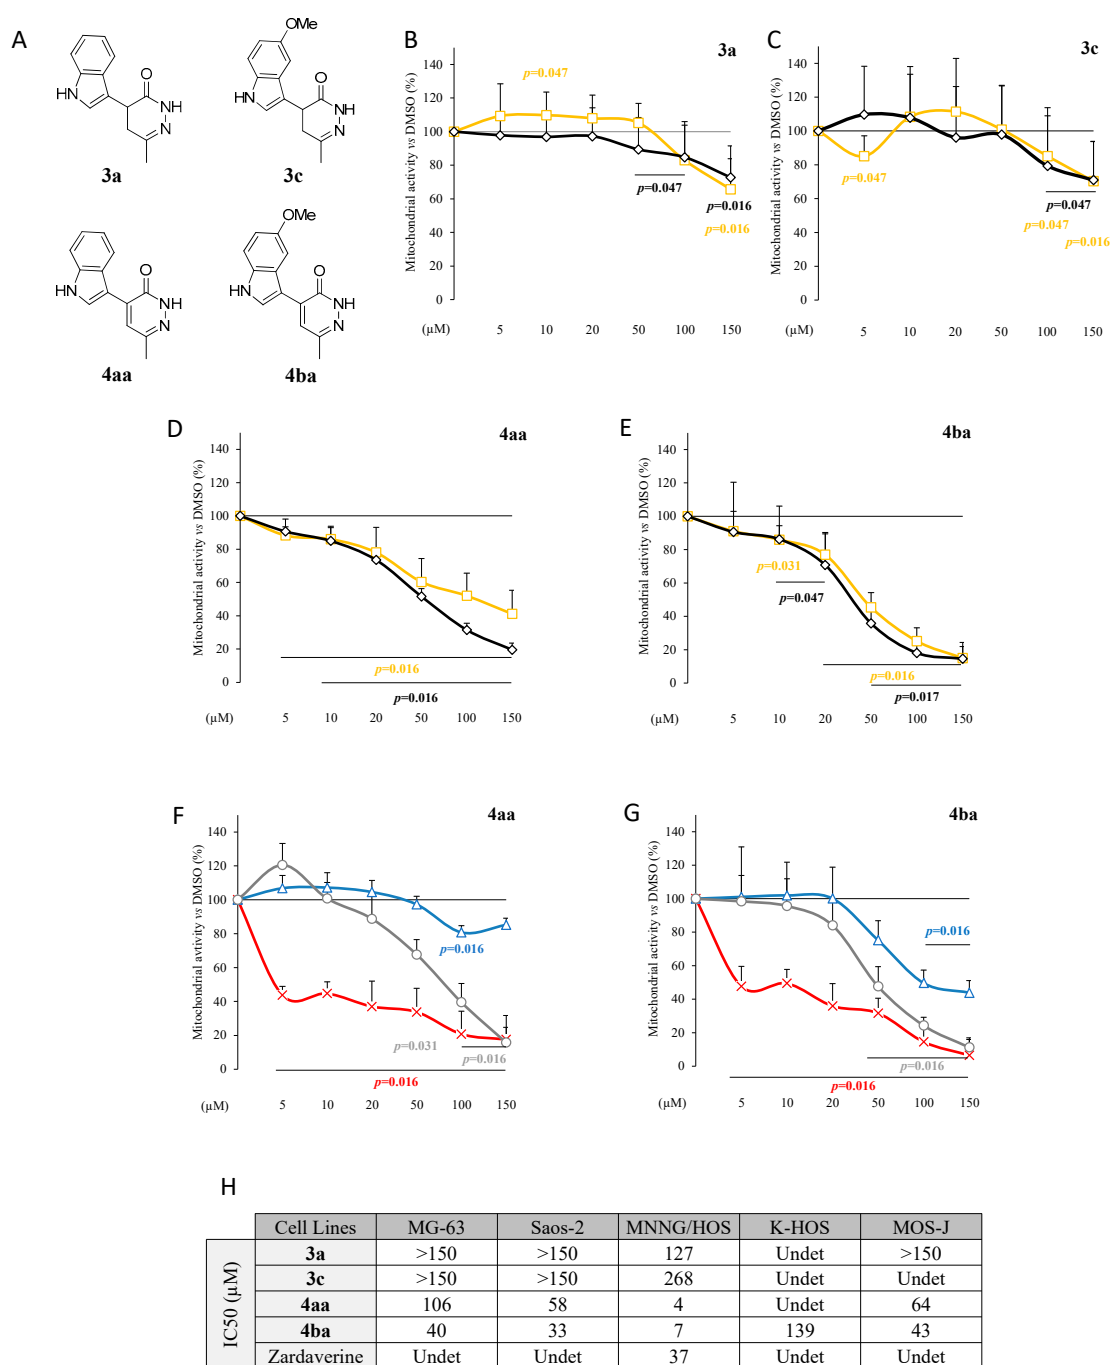 A
OMe
O
NH
N
HN
3a
O
NH
N
HN
3c
OMe
O
NH
N
HN
4aa
O
NH
N
HN
4ba
B
3a
Mitochondrial activity vs DMSO (%)
140
120
100
80
60
40
20
0
p=0.047
p=0.047
p=0.016
p=0.016
(µM) 5 10 20 50 100 150
C
3c
Mitochondrial activity vs DMSO (%)
140
120
100
80
60
40
20
0
p=0.047
p=0.047
p=0.047
p=0.016
(µM) 5 10 20 50 100 150
D
4aa
Mitochondrial activity vs DMSO (%)
140
120
100
80
60
40
20
0
p=0.016
p=0.016
(µM) 5 10 20 50 100 150
E
4ba
Mitochondrial activity vs DMSO (%)
140
120
100
80
60
40
20
0
p=0.031
p=0.047
p=0.016
p=0.017
(µM) 5 10 20 50 100 150
F
4aa
Mitochondrial avtivity vs DMSO (%)
140
120
100
80
60
40
20
0
p=0.016
p=0.031
p=0.016
p=0.016
(µM) 5 10 20 50 100 150
G
4ba
Mitochondrial activity vs DMSO (%)
140
120
100
80
60
40
20
0
p=0.016
p=0.016
p=0.016
(µM) 5 10 20 50 100 150
H
Cell Lines MG-63 Saos-2 MNNG/HOS K-HOS MOS-J
IC50 (µM)
3a >150 >150 127 Undet >150
3c >150 >150 268 Undet Undet
4aa 106 58 4 Undet 64
4ba 40 33 7 139 43
Zardaverine Undet Undet 37 Undet Undet